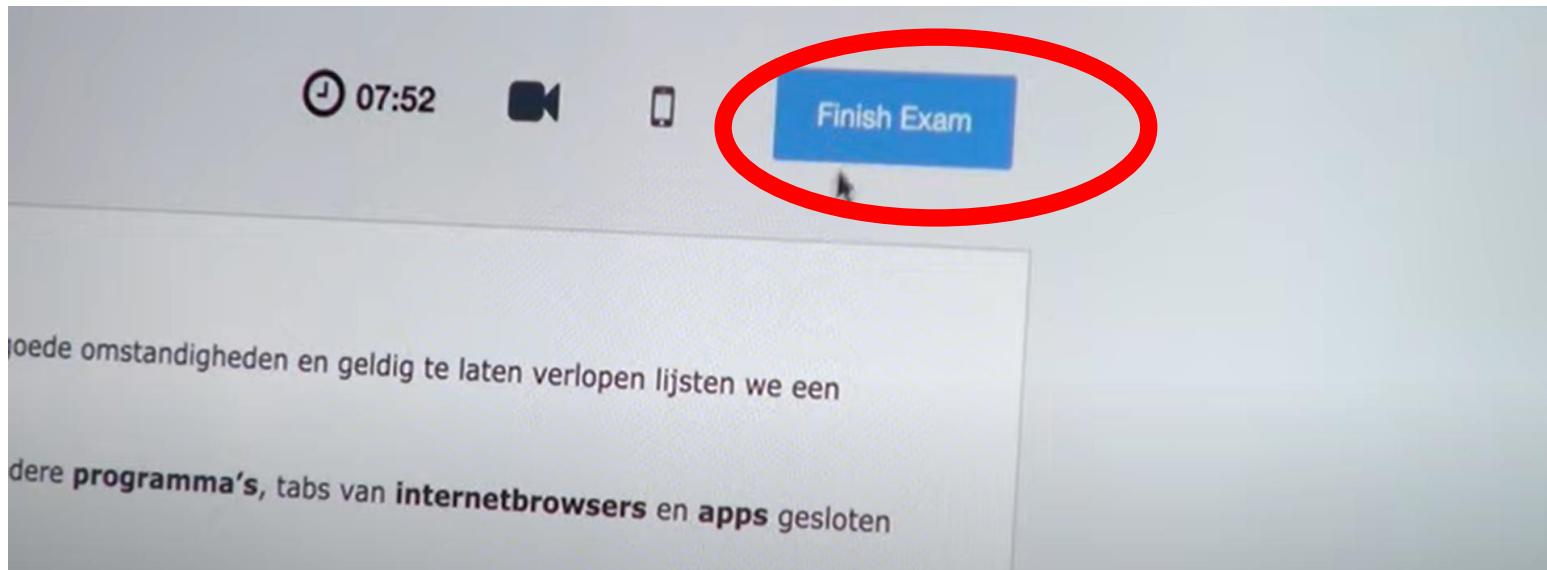 07:52
Finish Exam
oede omstandigheden en geldig te laten verlopen lijsten we een
dere programma's, tabs van internetbrowsers en apps gesloten